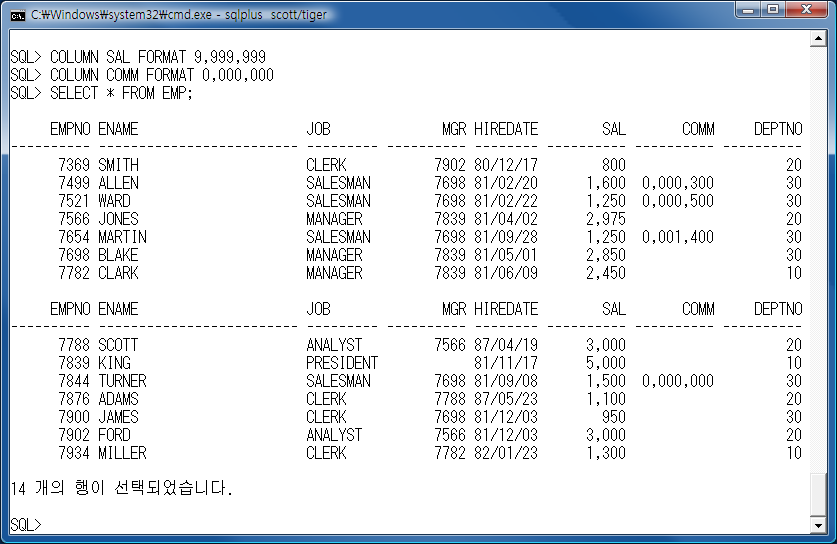 C:₩Windows₩system32₩cmd.exe - sqlplus  scott/tiger
SQL> COLUMN SAL FORMAT 9,999,999
SQL> COLUMN COMM FORMAT 0,000,000
SQL> SELECT * FROM EMP;
     EMPNO ENAME                     JOB                MGR HIREDATE        SAL       COMM     DEPTNO
---------- ------------------------- --------- ---------- -------- ---------- ---------- ----------
      7369 SMITH                     CLERK             7902 80/12/17        800                    20
      7499 ALLEN                     SALESMAN          7698 81/02/20      1,600  0,000,300         30
      7521 WARD                      SALESMAN          7698 81/02/22      1,250  0,000,500         30
      7566 JONES                     MANAGER           7839 81/04/02      2,975                    20
      7654 MARTIN                    SALESMAN          7698 81/09/28      1,250  0,001,400         30
      7698 BLAKE                     MANAGER           7839 81/05/01      2,850                    30
      7782 CLARK                     MANAGER           7839 81/06/09      2,450                    10
     EMPNO ENAME                     JOB                MGR HIREDATE        SAL       COMM     DEPTNO
---------- ------------------------- --------- ---------- -------- ---------- ---------- ----------
      7788 SCOTT                     ANALYST           7566 87/04/19      3,000                    20
      7839 KING                      PRESIDENT              81/11/17      5,000                    10
      7844 TURNER                    SALESMAN          7698 81/09/08      1,500  0,000,000         30
      7876 ADAMS                     CLERK             7788 87/05/23      1,100                    20
      7900 JAMES                     CLERK             7698 81/12/03        950                    30
      7902 FORD                      ANALYST           7566 81/12/03      3,000                    20
      7934 MILLER                    CLERK             7782 82/01/23      1,300                    10
14 개의 행이 선택되었습니다.
SQL>